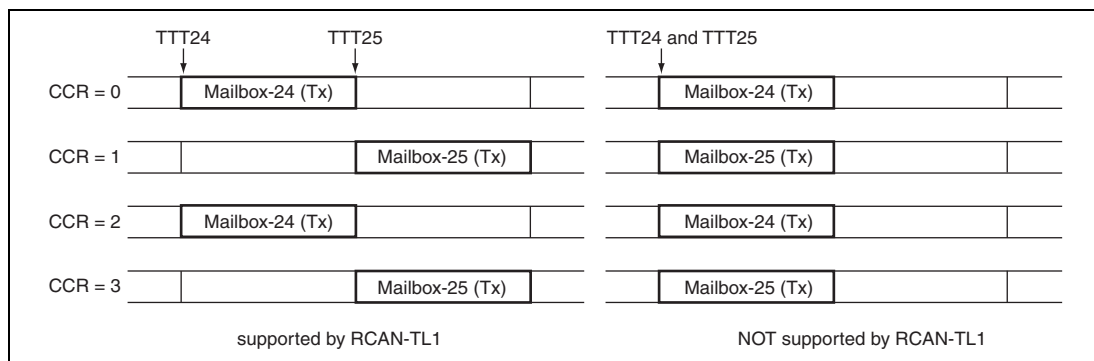 TTT24 TTT25 TTT24 and TTT25
CCR = 0 Mailbox-24 (Tx) Mailbox-24 (Tx)
CCR = 1 Mailbox-25 (Tx) Mailbox-25 (Tx)
CCR = 2 Mailbox-24 (Tx) Mailbox-24 (Tx)
CCR = 3 Mailbox-25 (Tx) Mailbox-25 (Tx)
supported by RCAN-TL1 NOT supported by RCAN-TL1